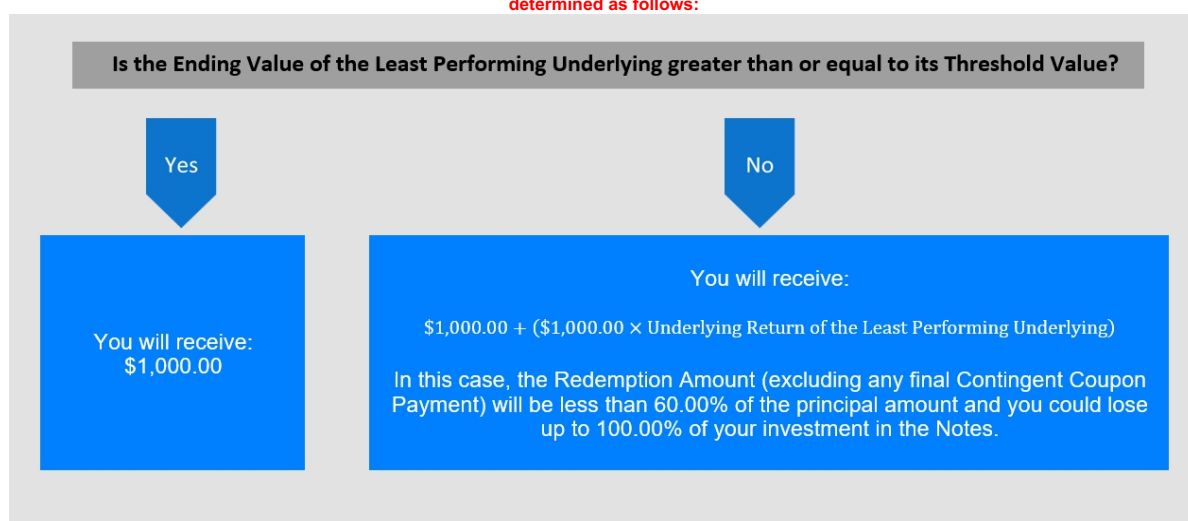 determined as follows:
Is the Ending Value of the Least Performing Underlying greater than or equal to its Threshold Value?
Yes
No
You will receive:
$1,000.00
You will receive:
$1,000.00 + ($1,000.00 × Underlying Return of the Least Performing Underlying)
In this case, the Redemption Amount (excluding any final Contingent Coupon
Payment) will be less than 60.00% of the principal amount and you could lose
up to 100.00% of your investment in the Notes.